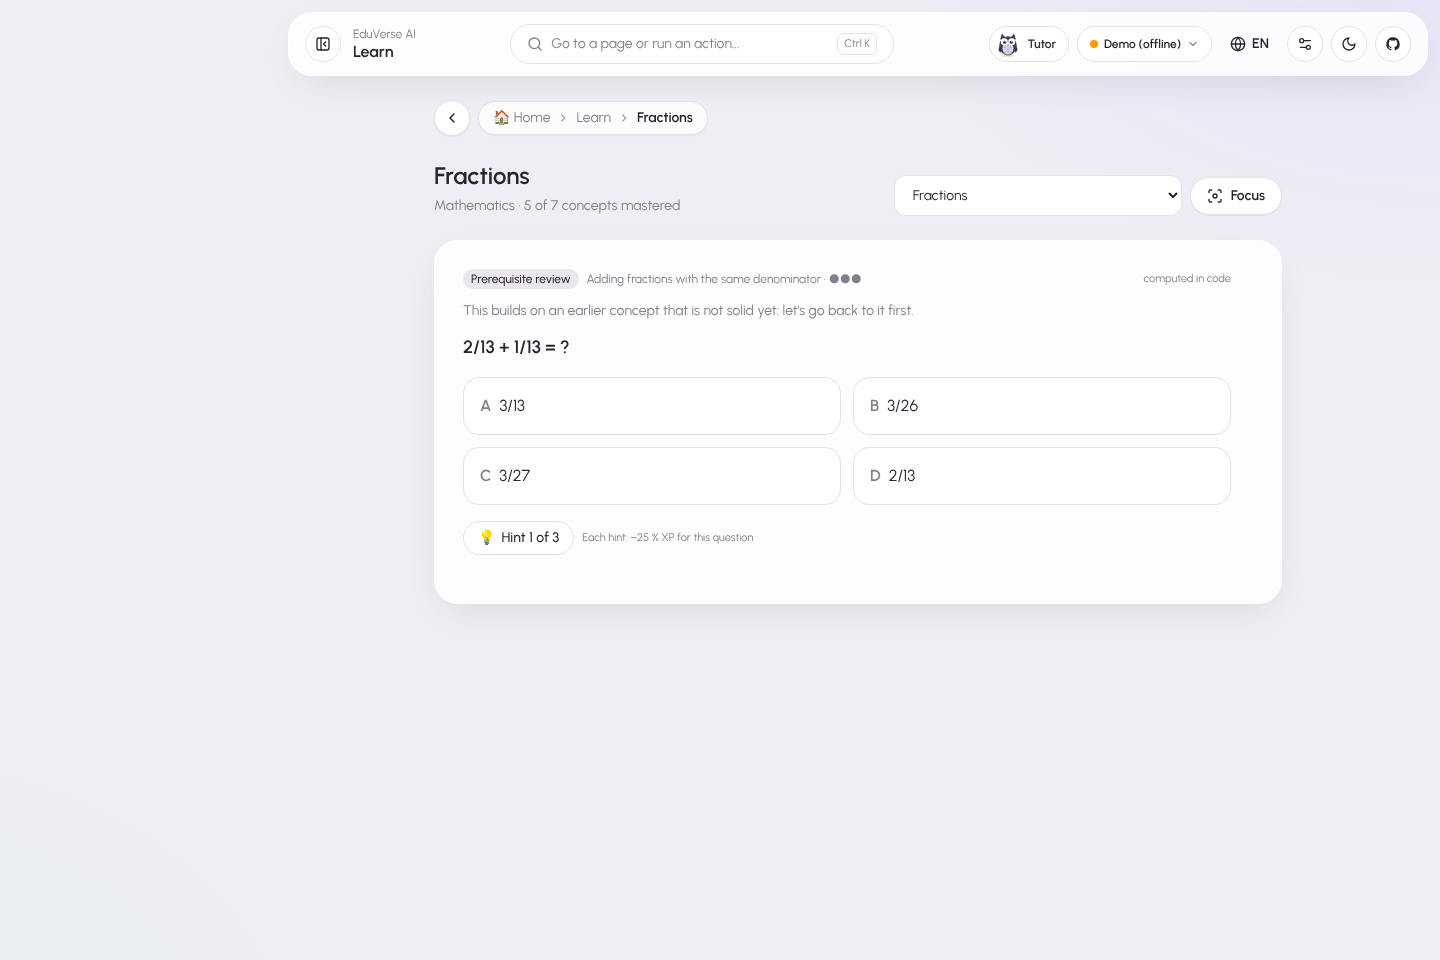 EduVerse AI
Learn
Go to a page or run an action...
Ctrl K
Tutor
Demo (offline)
EN
🏠 Home > Learn > Fractions
Fractions
Mathematics · 5 of 7 concepts mastered
Fractions
Focus
Prerequisite review
Adding fractions with the same denominator · ●●●
computed in code
This builds on an earlier concept that is not solid yet: let's go back to it first.
2/13 + 1/13 = ?
A 3/13
B 3/26
C 3/27
D 2/13
💡 Hint 1 of 3
Each hint: −25 % XP for this question